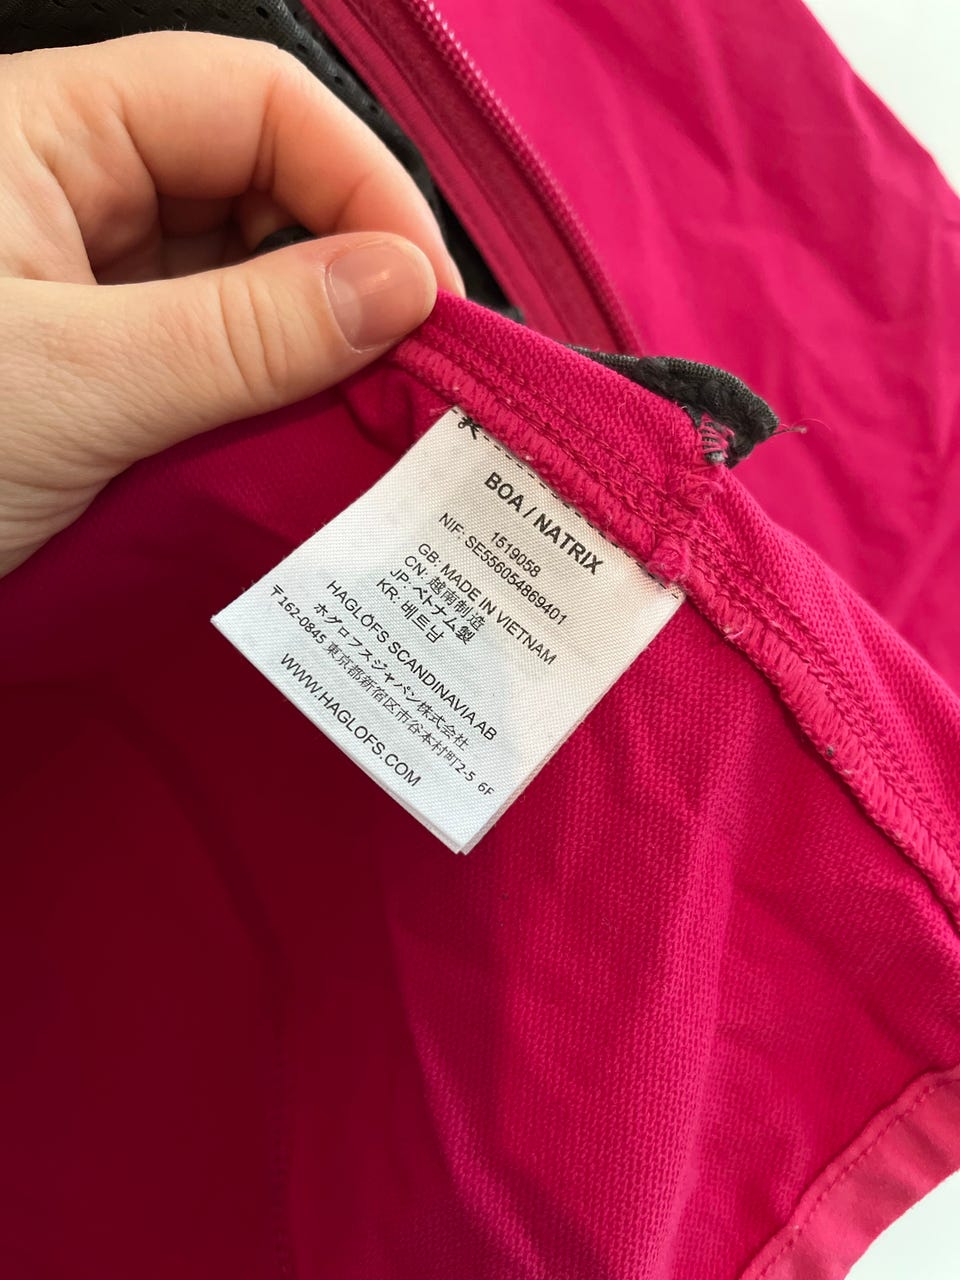 BOA / NATRIX
1519058
NIF: SE556054869401
GB: MADE IN VIETNAM
CN: 越南制造
JP: ベトナム製
KR: 베트남
HAGLÖFS SCANDINAVIA AB
ホグロフスジャパン株式会社
〒162-0845 東京都新宿区市谷本村町2-5 6F
WWW.HAGLOFS.COM